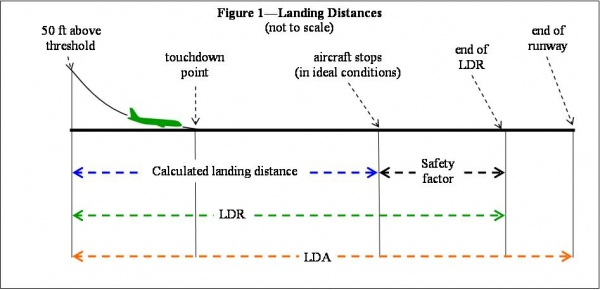 Figure 1—Landing Distances
(not to scale)
50 ft above
threshold
touchdown
point
aircraft stops
(in ideal conditions)
end of
LDR
end of
runway
Calculated landing distance
Safety
factor
LDR
LDA